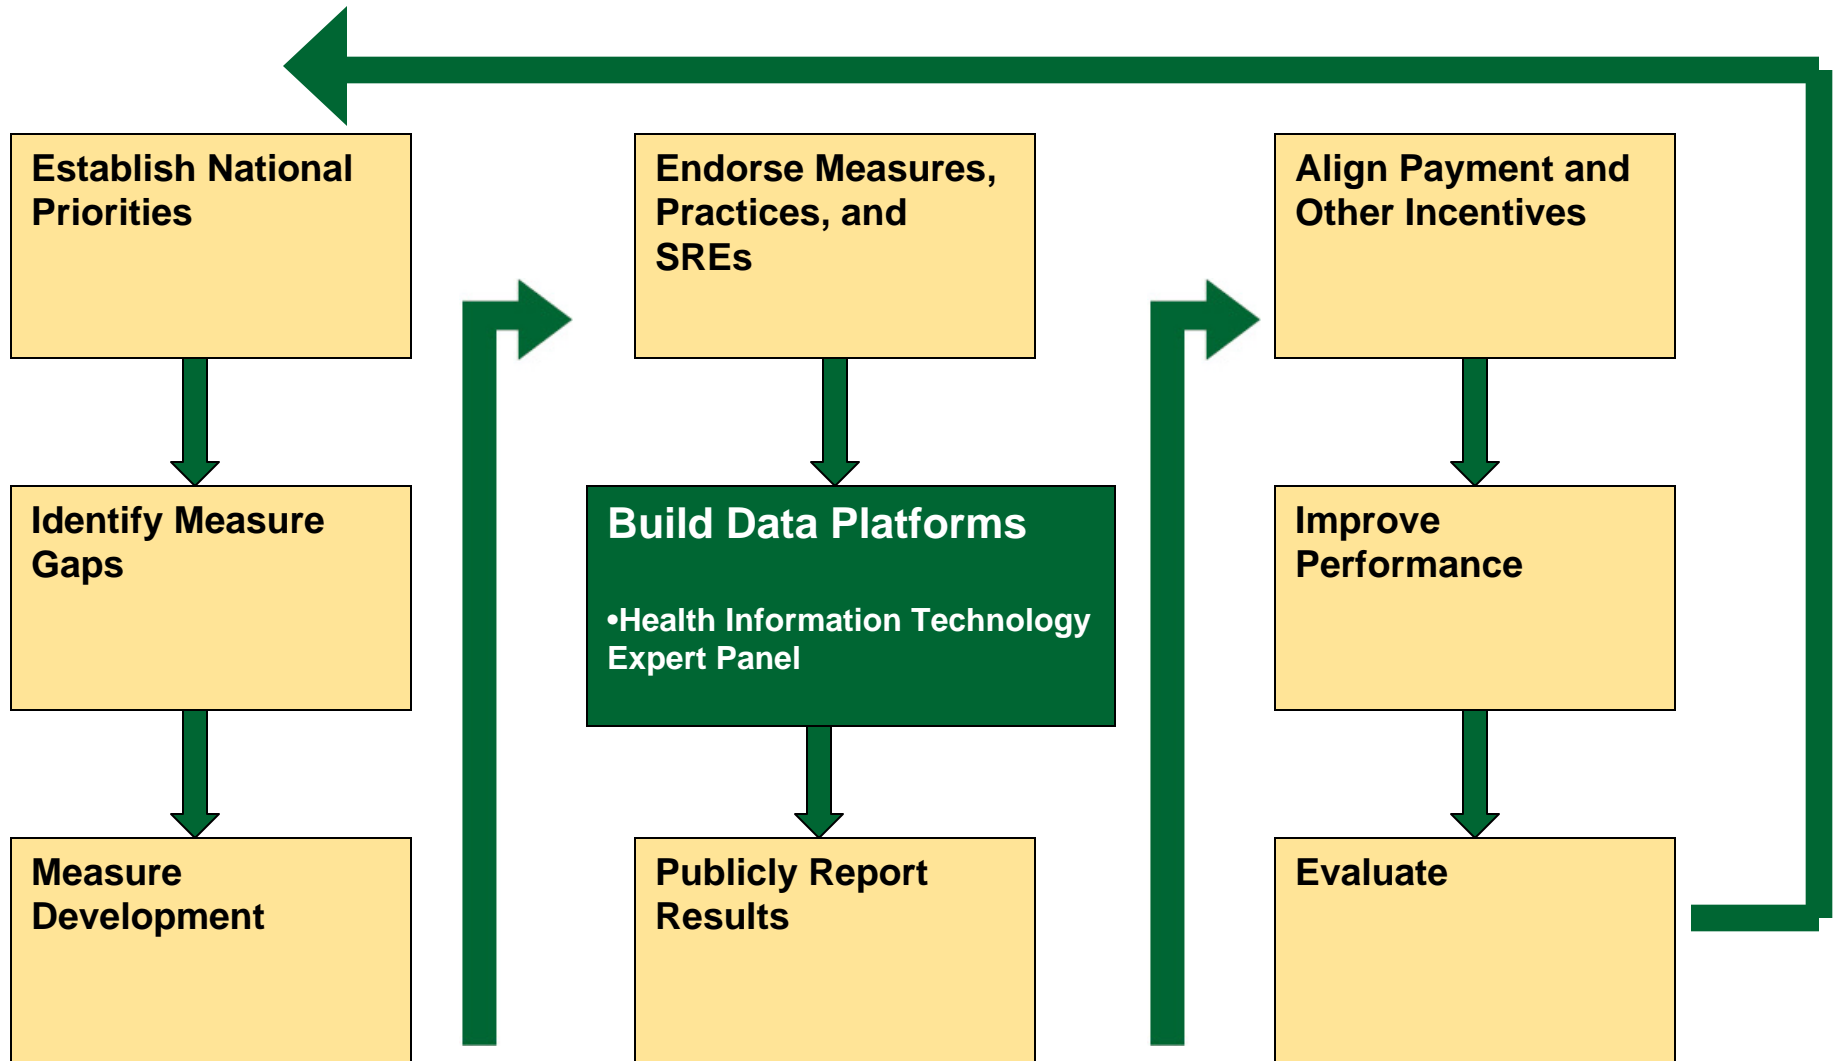 Establish National
Priorities
Identify Measure
Gaps
Measure
Development
Endorse Measures,
Practices, and
SREs
Build Data Platforms
•Health Information Technology
Expert Panel
Publicly Report
Results
Align Payment and
Other Incentives
Improve
Performance
Evaluate